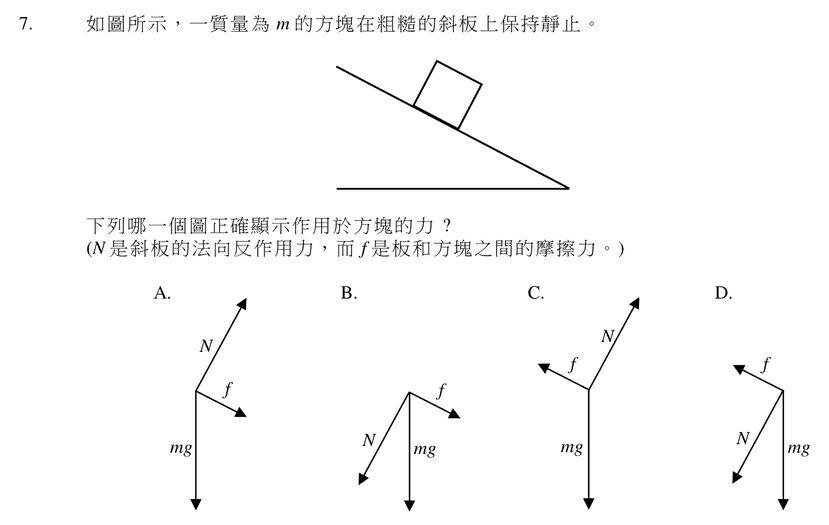 7. 如圖所示，一質量為 m 的方塊在粗糙的斜板上保持靜止。
下列哪一個圖正確顯示作用於方塊的力？
(N 是斜板的法向反作用力，而 f 是板和方塊之間的摩擦力。)
A. B. C. D.
N f mg
N f mg
N f mg
N f mg